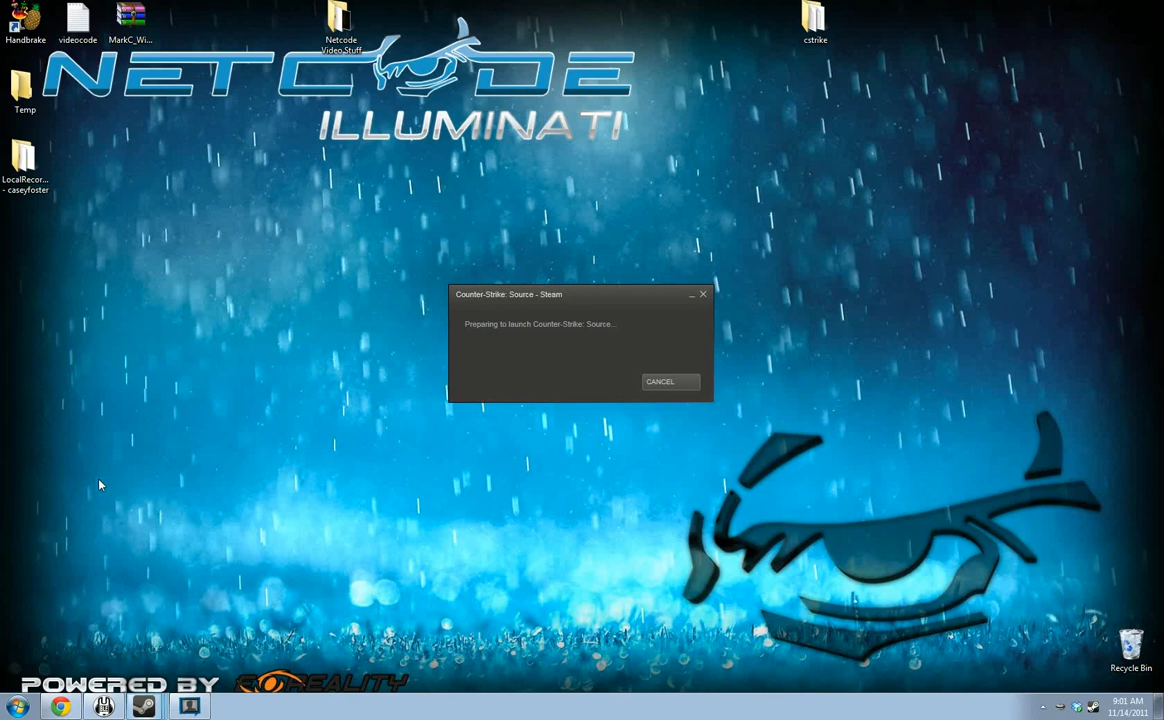 Handbrake
videocode
MarkC_Wi...
Netcode
Video Stuff
cstrike
NETCODE
ILLUMINATI
Temp
LocalRecor...
- caseyfoster
Counter-Strike: Source - Steam
Preparing to launch Counter-Strike: Source...
CANCEL
Recycle Bin
POWERED BY
9:01 AM
11/14/2011